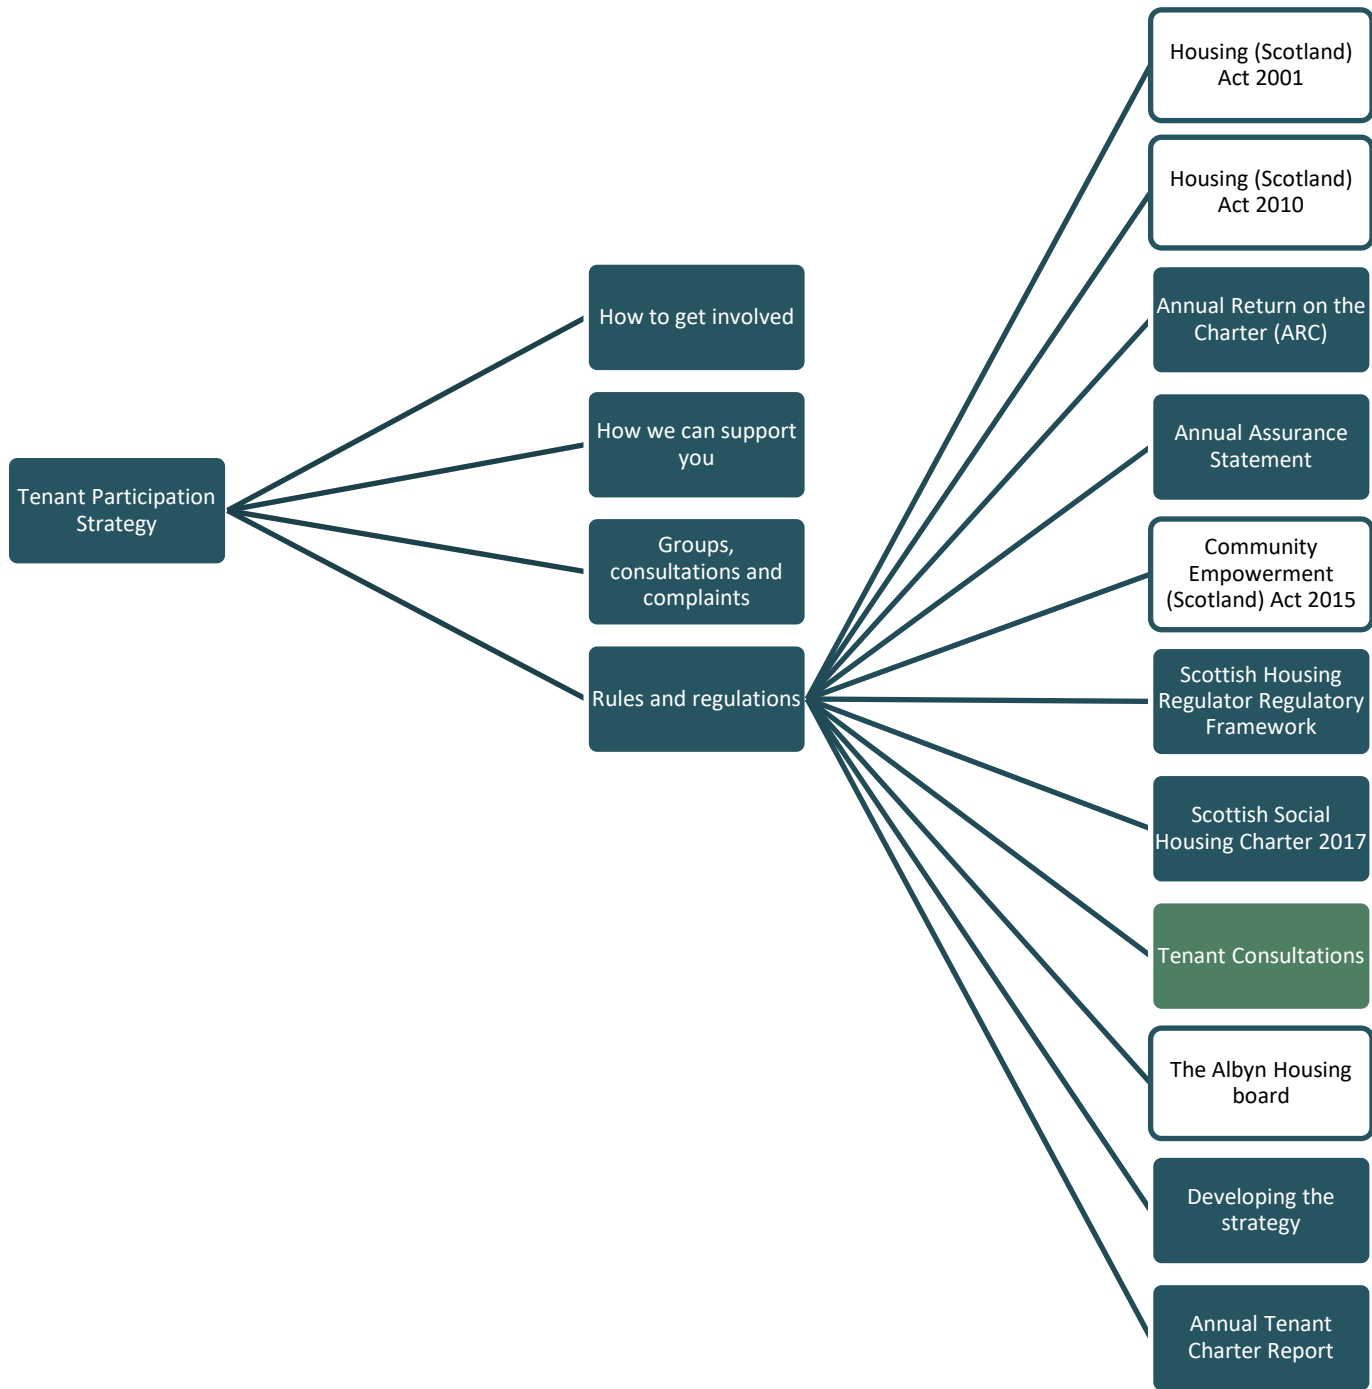 Tenant Participation
Strategy
How to get involved
How we can support
you
Groups,
consultations and
complaints
Rules and regulations
Housing (Scotland)
Act 2001
Housing (Scotland)
Act 2010
Annual Return on the
Charter (ARC)
Annual Assurance
Statement
Community
Empowerment
(Scotland) Act 2015
Scottish Housing
Regulator Regulatory
Framework
Scottish Social
Housing Charter 2017
Tenant Consultations
The Albyn Housing
board
Developing the
strategy
Annual Tenant
Charter Report